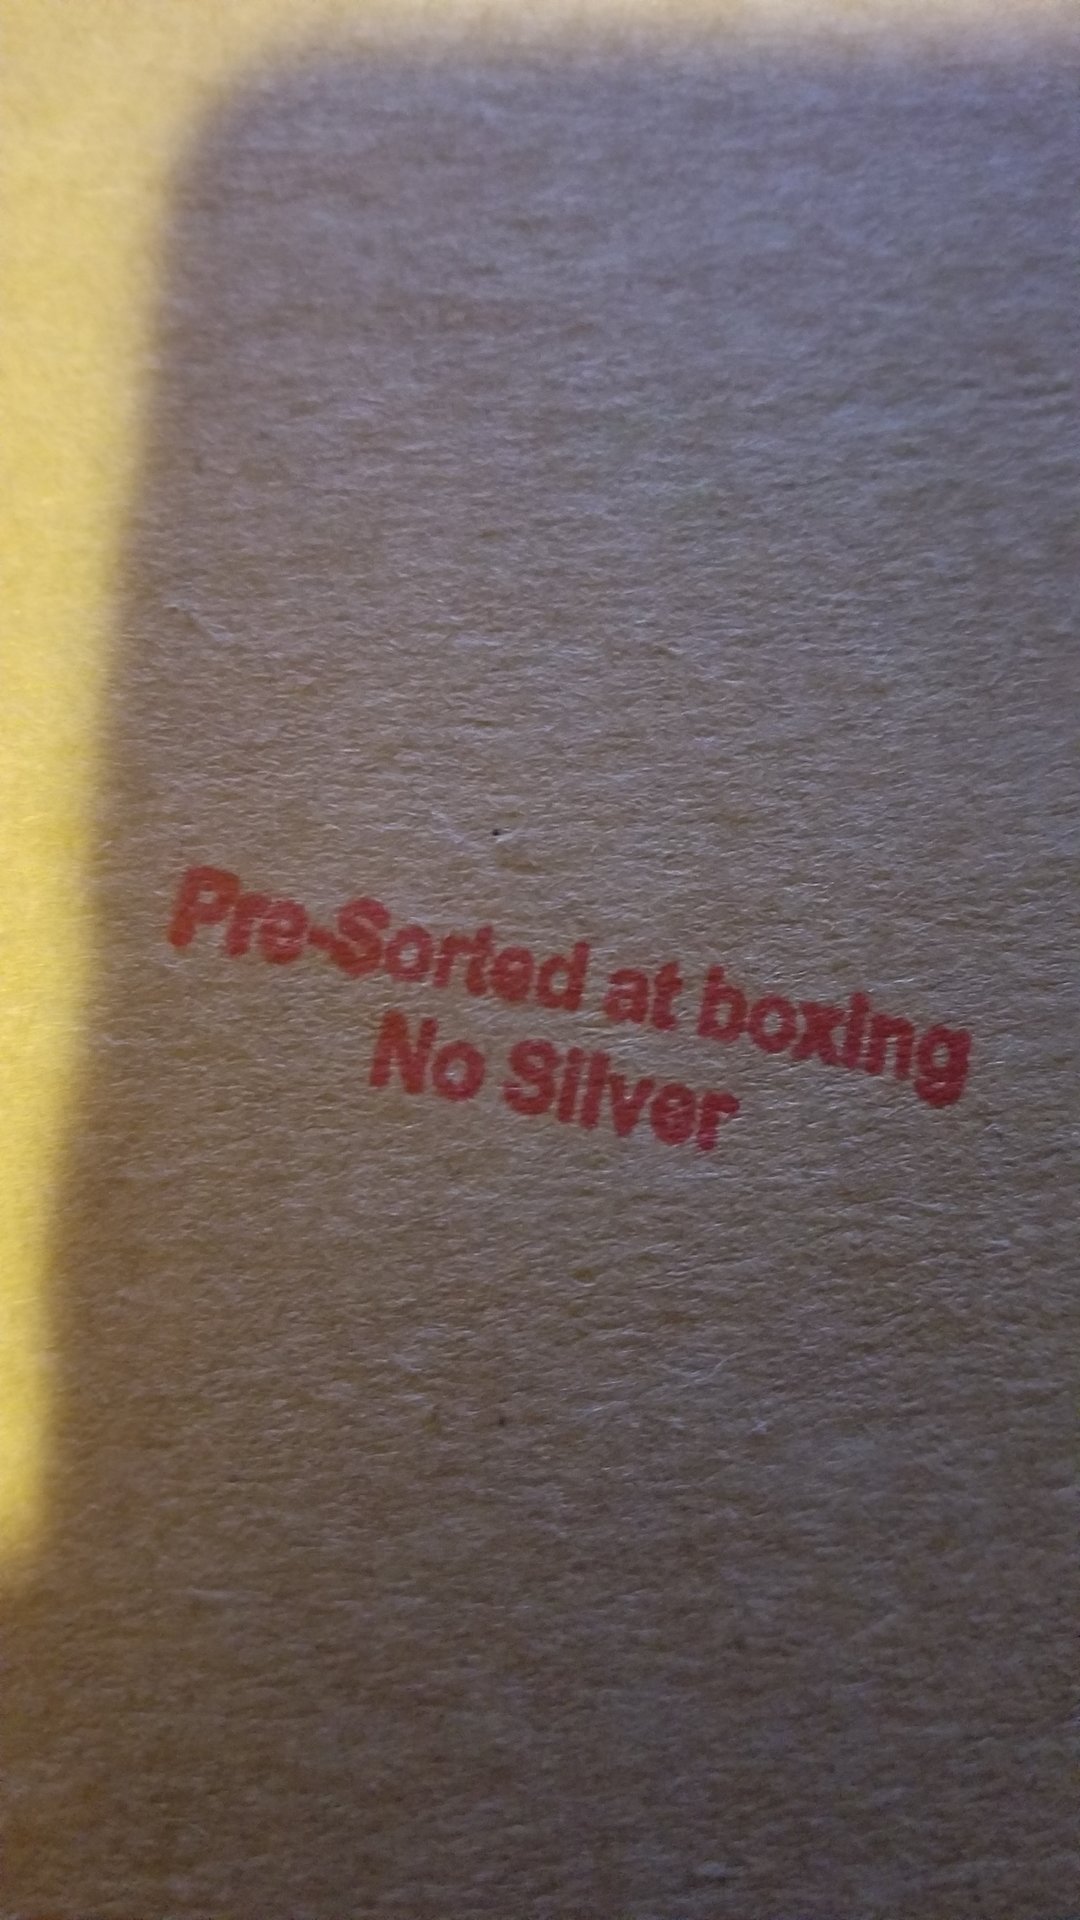 Pre-Sorted at boxing
No Silver